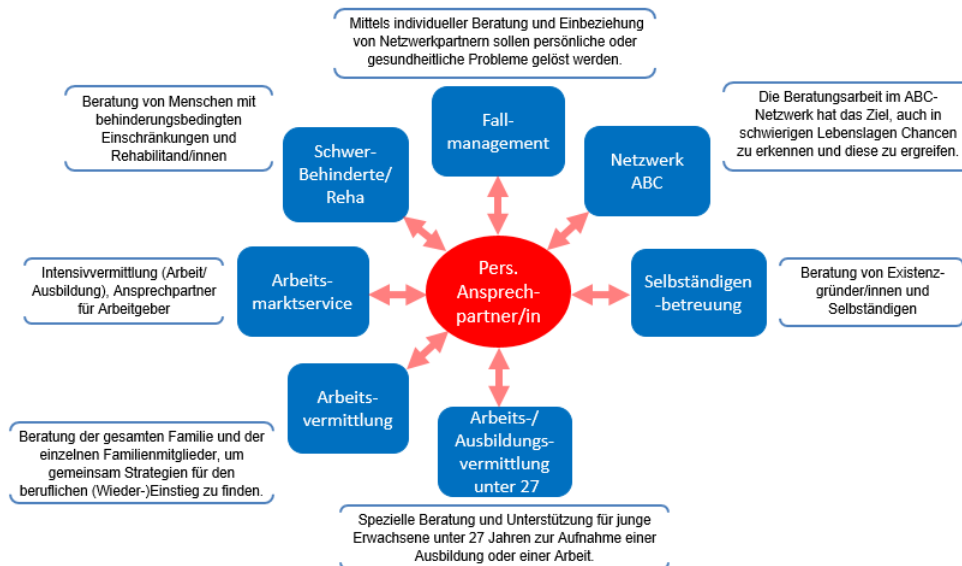 Mittels individueller Beratung und Einbeziehung
von Netzwerkpartnern sollen persönliche oder
gesundheitliche Probleme gelöst werden.
Beratung von Menschen mit
behinderungsbedingten
Einschränkungen und
Rehabilitand/innen
Die Beratungsarbeit im ABC-
Netzwerk hat das Ziel, auch in
schwierigen Lebenslagen Chancen
zu erkennen und diese zu ergreifen.
Fall-
management
Schwer-
Behinderte/
Reha
Netzwerk
ABC
Pers.
Ansprech-
partner/in
Intensivvermittlung (Arbeit/
Ausbildung), Ansprechpartner
für Arbeitgeber
Arbeits-
marktservice
Selbständigen
-betreuung
Beratung von Existenz-
gründer/innen und
Selbständigen
Arbeits-
vermittlung
Arbeits-/
Ausbildungs-
vermittlung
unter 27
Beratung der gesamten Familie und der
einzelnen Familienmitglieder, um
gemeinsam Strategien für den
beruflichen (Wieder-)Einstieg zu finden.
Spezielle Beratung und Unterstützung für junge
Erwachsene unter 27 Jahren zur Aufnahme einer
Ausbildung oder einer Arbeit.